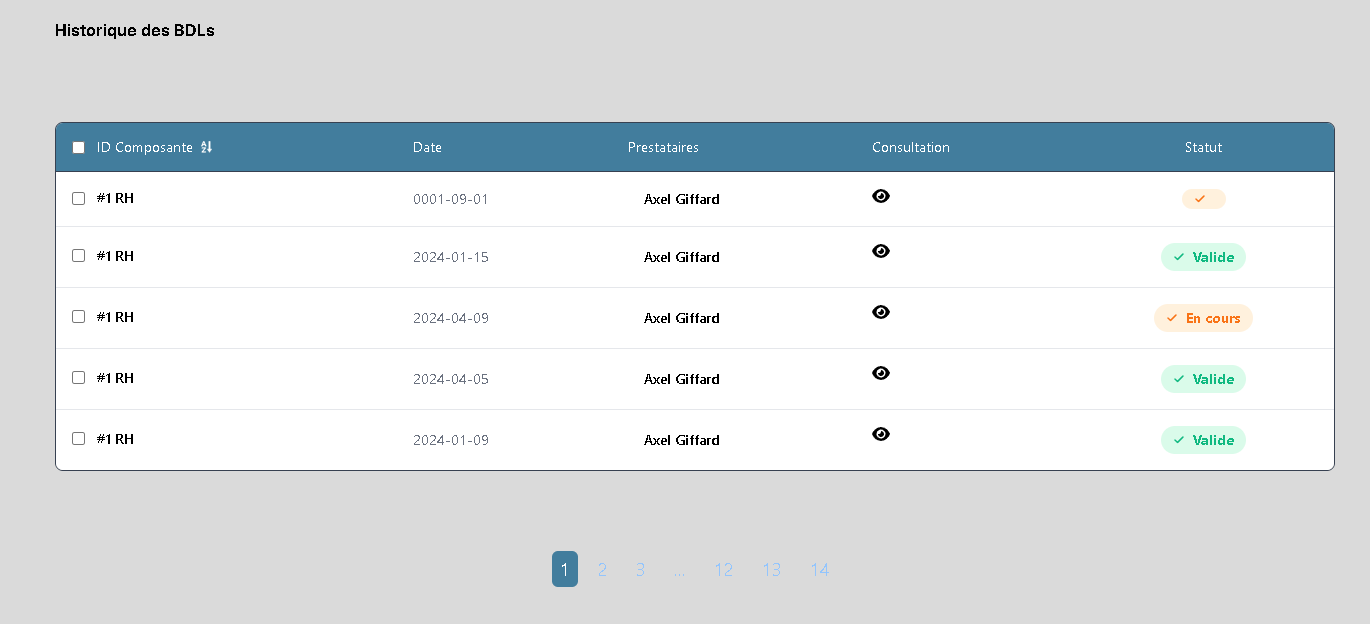 Historique des BDLs
ID Composante Date Prestataires Consultation Statut
#1 RH 0001-09-01 Axel Giffard
#1 RH 2024-01-15 Axel Giffard Valide
#1 RH 2024-04-09 Axel Giffard En cours
#1 RH 2024-04-05 Axel Giffard Valide
#1 RH 2024-01-09 Axel Giffard Valide
1 2 3 ... 12 13 14